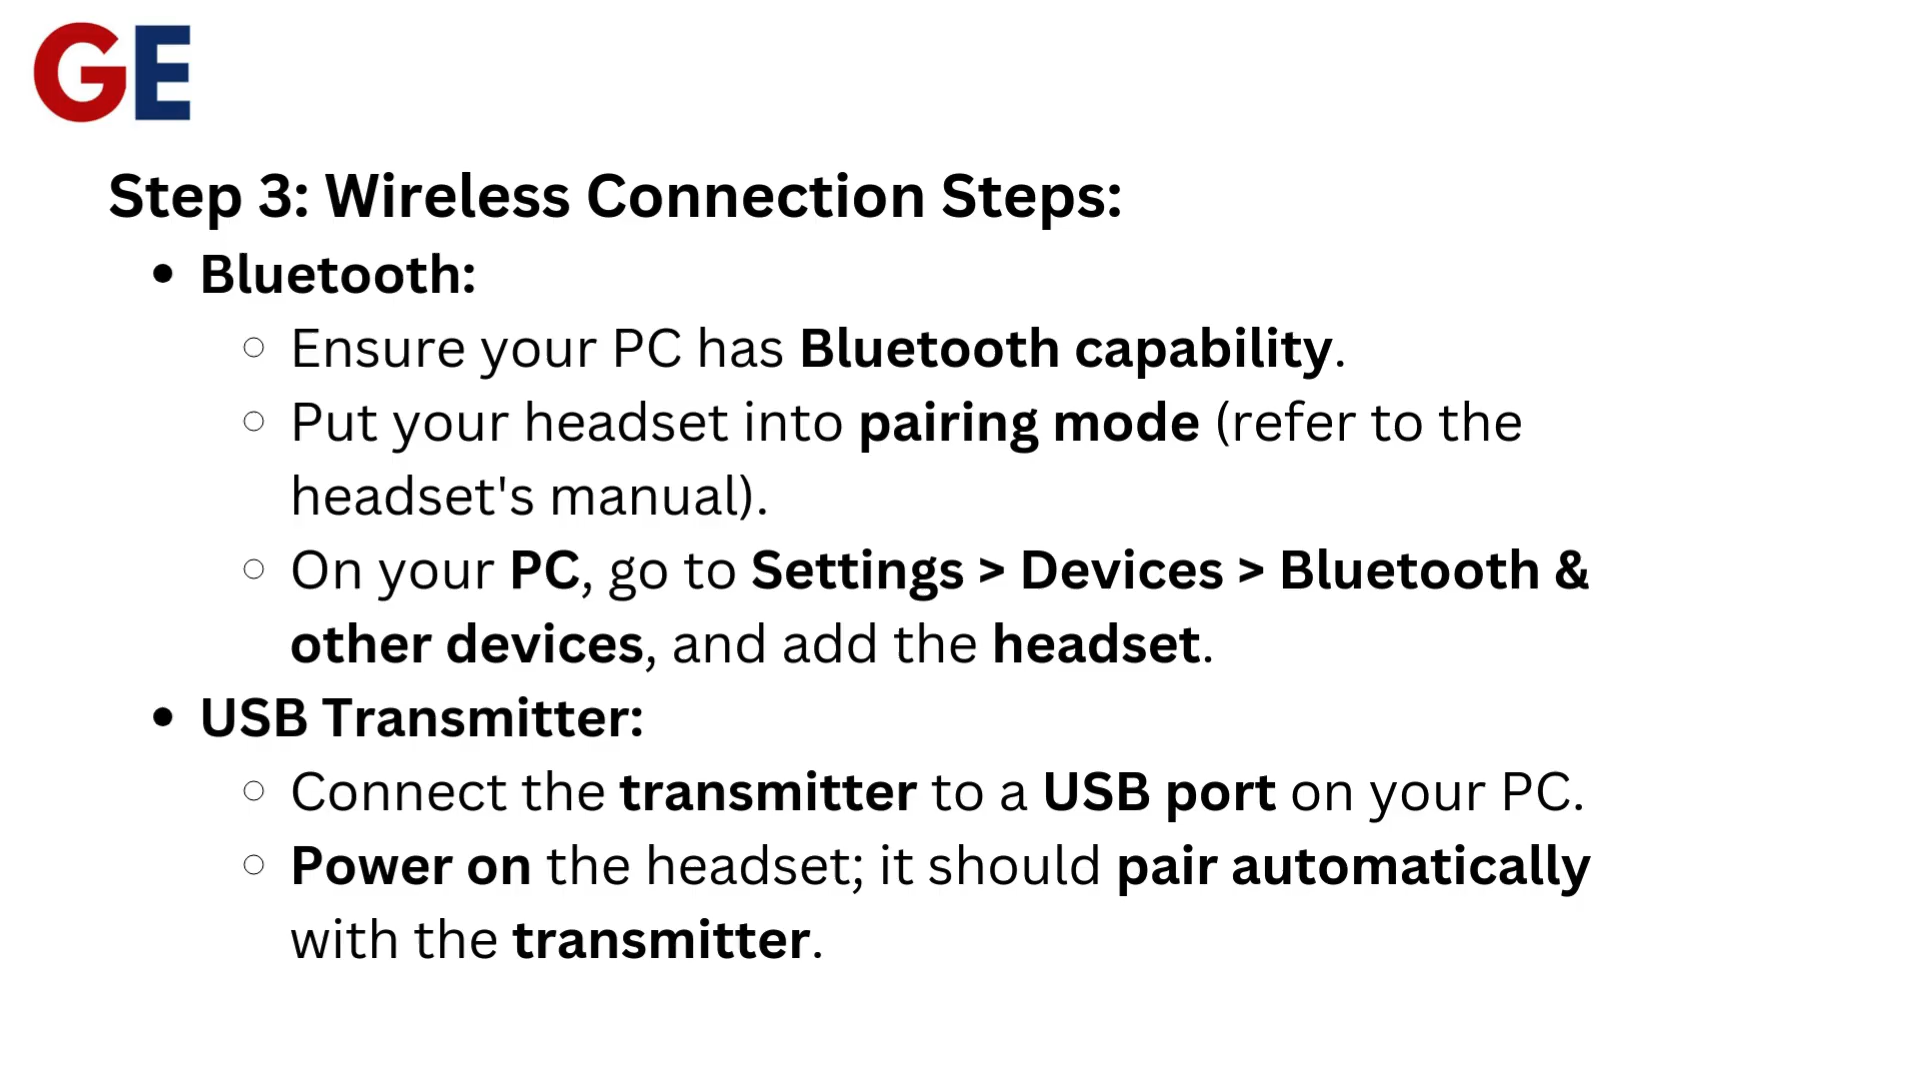 GE
Step 3: Wireless Connection Steps:
• Bluetooth:
○ Ensure your PC has Bluetooth capability.
○ Put your headset into pairing mode (refer to the
headset's manual).
○ On your PC, go to Settings > Devices > Bluetooth &
other devices, and add the headset.
• USB Transmitter:
○ Connect the transmitter to a USB port on your PC.
○ Power on the headset; it should pair automatically
with the transmitter.